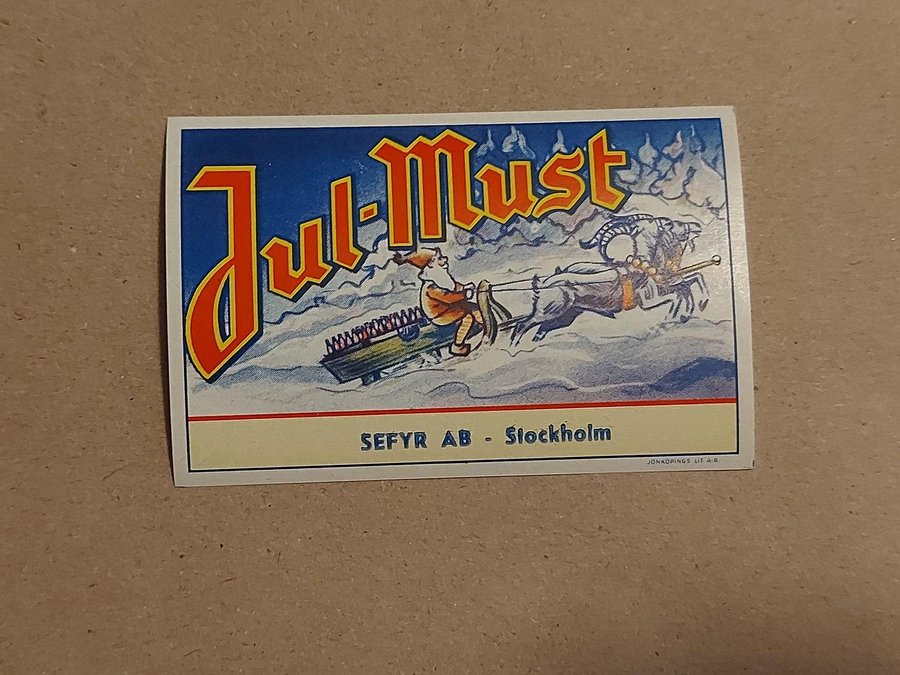 Jul-Must
SEFYR AB - Stockholm
JÖNKÖPINGS LIT. A.-B.